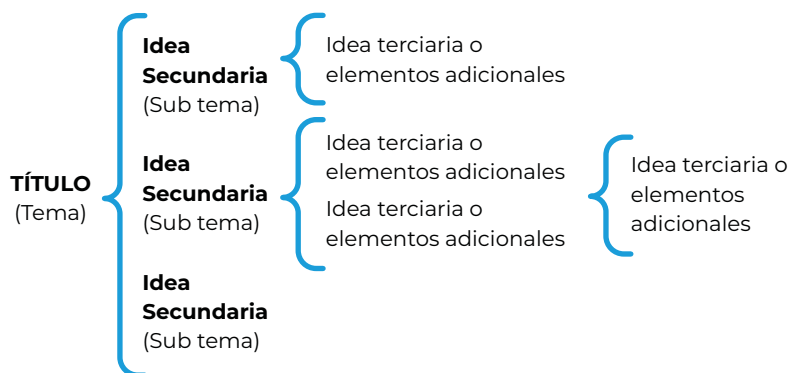 TÍTULO
(Tema)
Idea
Secundaria
(Sub tema)
Idea terciaria o
elementos adicionales
Idea
Secundaria
(Sub tema)
Idea terciaria o
elementos adicionales
Idea terciaria o
elementos adicionales
Idea terciaria o
elementos
adicionales
Idea
Secundaria
(Sub tema)